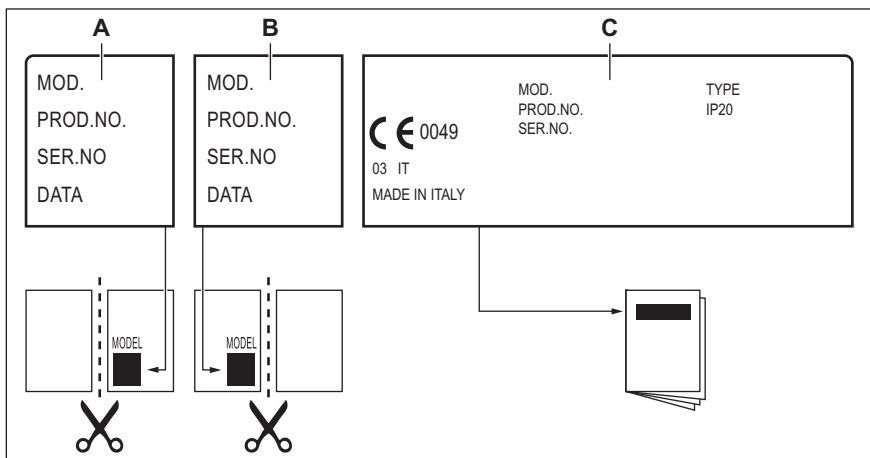 A
B
C
MOD.
PROD.NO.
SER.NO
DATA
MOD.
PROD.NO.
SER.NO
DATA
MOD.
PROD.NO.
SER.NO.
TYPE
IP20
CE 0049
03 IT
MADE IN ITALY
MODEL
MODEL